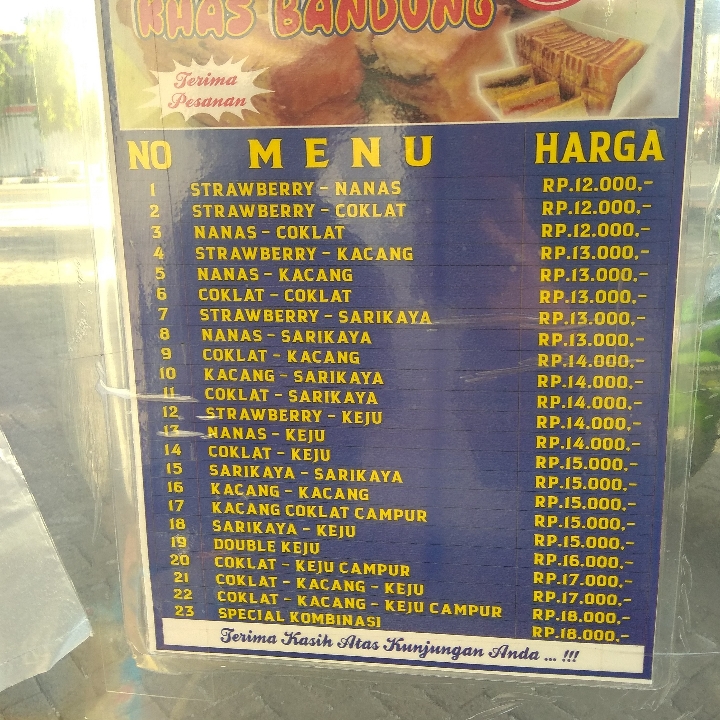 KHAS BANDUNG
Terima
Pesanan
NO MENU HARGA
1 STRAWBERRY - NANAS RP.12.000,-
2 STRAWBERRY - COKLAT RP.12.000,-
3 NANAS - COKLAT RP.12.000,-
4 STRAWBERRY - KACANG RP.13.000,-
5 NANAS - KACANG RP.13.000,-
6 COKLAT - COKLAT RP.13.000,-
7 STRAWBERRY - SARIKAYA RP.13.000,-
8 NANAS - SARIKAYA RP.13.000,-
9 COKLAT - KACANG RP.14.000,-
10 KACANG - SARIKAYA RP.14.000,-
11 COKLAT - SARIKAYA RP.14.000,-
12 STRAWBERRY - KEJU RP.14.000,-
13 NANAS - KEJU RP.14.000,-
14 COKLAT - KEJU RP.15.000,-
15 SARIKAYA - SARIKAYA RP.15.000,-
16 KACANG - KACANG RP.15.000,-
17 KACANG COKLAT CAMPUR RP.15.000,-
18 SARIKAYA - KEJU RP.15.000,-
19 DOUBLE KEJU RP.16.000,-
20 COKLAT - KEJU CAMPUR RP.17.000,-
21 COKLAT - KACANG - KEJU RP.17.000,-
22 COKLAT - KACANG - KEJU CAMPUR RP.18.000,-
23 SPECIAL KOMBINASI RP.18.000,-
Terima Kasih Atas Kunjungan Anda ... !!!